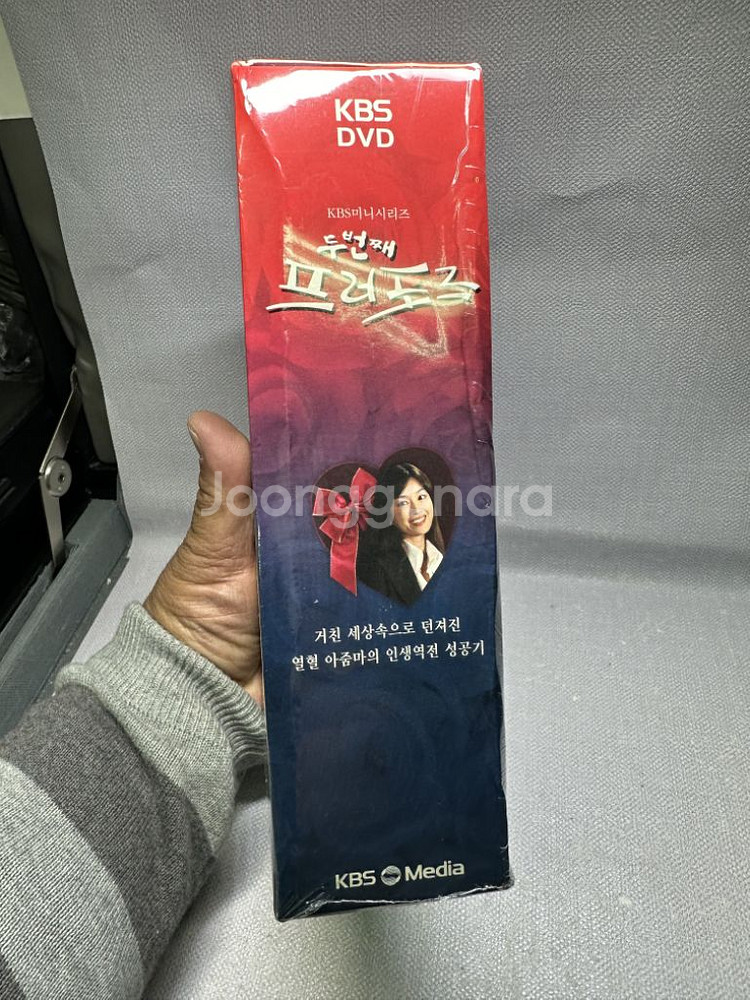 KBS
DVD
KBS미니시리즈
두번째
프러포즈
Joonggonara
거친 세상속으로 던져진
열혈 아줌마의 인생역전 성공기
KBS Media